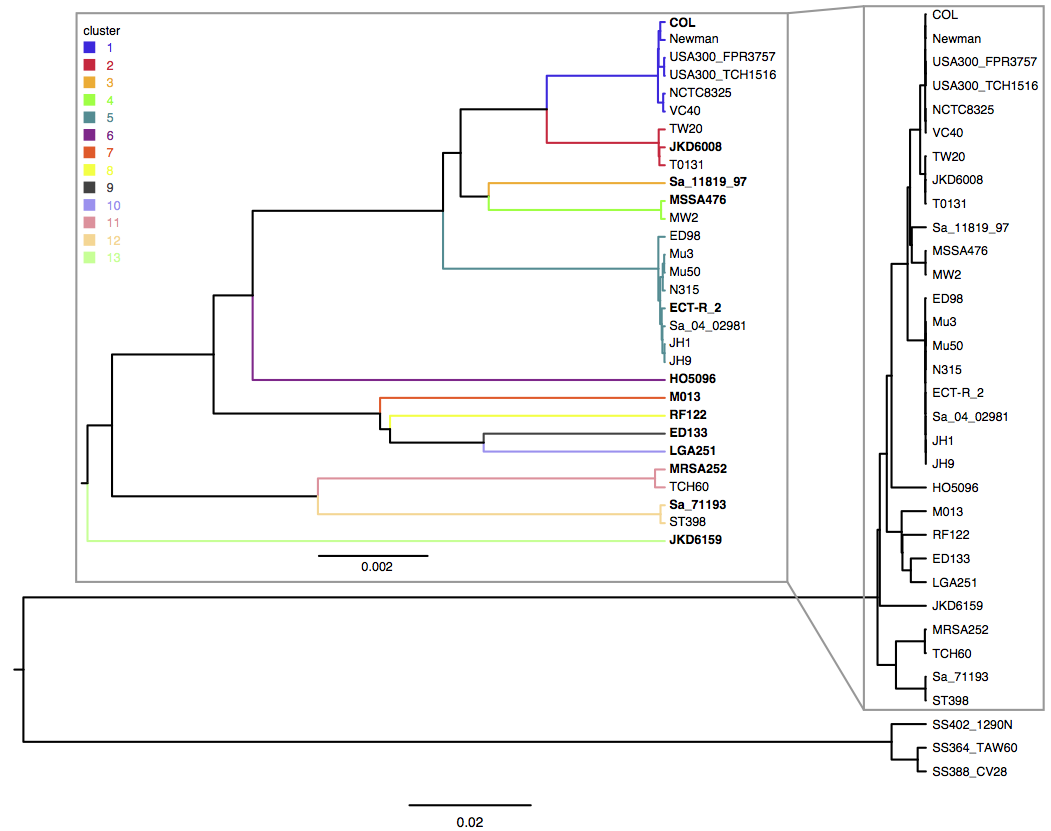 cluster
1
2
3
4
5
6
7
8
9
10
11
12
13
COL
Newman
USA300_FPR3757
USA300_TCH1516
NCTC8325
VC40
TW20
JKD6008
T0131
Sa_11819_97
MSSA476
MW2
ED98
Mu3
Mu50
N315
ECT-R_2
Sa_04_02981
JH1
JH9
HO5096
M013
RF122
ED133
LGA251
MRSA252
TCH60
Sa_71193
ST398
JKD6159
0.002
COL
Newman
USA300_FPR3757
USA300_TCH1516
NCTC8325
VC40
TW20
JKD6008
T0131
Sa_11819_97
MSSA476
MW2
ED98
Mu3
Mu50
N315
ECT-R_2
Sa_04_02981
JH1
JH9
HO5096
M013
RF122
ED133
LGA251
JKD6159
MRSA252
TCH60
Sa_71193
ST398
SS402_1290N
SS364_TAW60
SS388_CV28
0.02